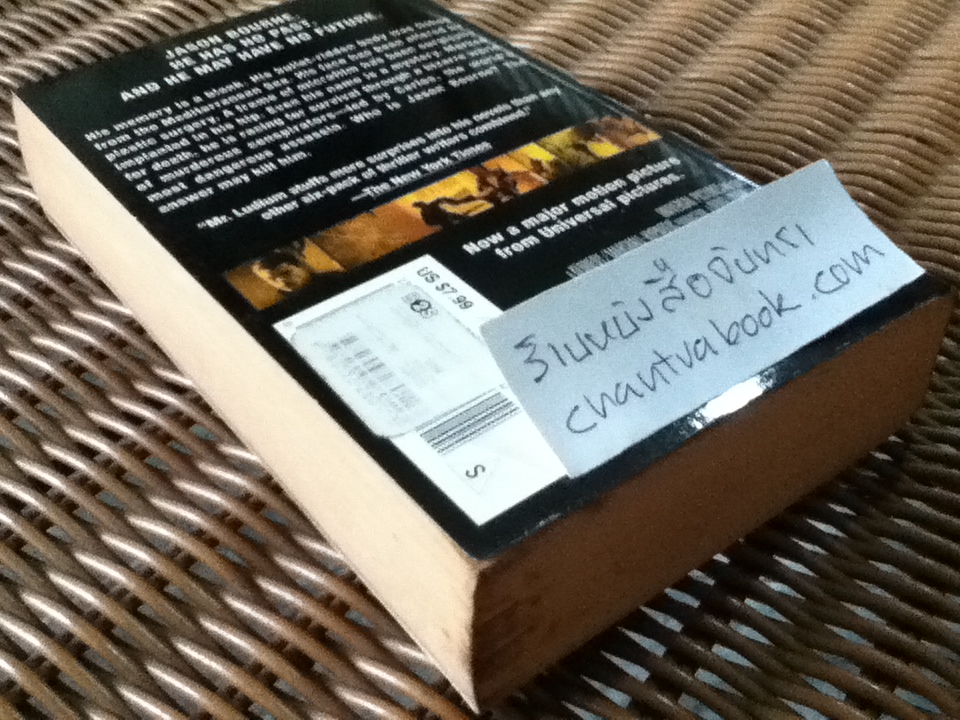 JASON BOURNE.
HE HAS NO PAST.
AND HE MAY HAVE NO FUTURE.
His memory is a blank. His bullet-ridden body was fished
from the Mediterranean Sea. His face has been altered by
plastic surgery. A frame of microfilm has been surgically
implanted in his hip. Even his name is a mystery. Marked
for death, he is racing for survival through a
of murderous conspirators—led by Carlos, the world's
most dangerous assassin. Who is Jason Bourne? The
answer may kill him.
"Mr. Ludlum stuffs more surprises into his novels than any
other six-pack of thriller writers combined."
—The New York Times
Now a major motion picture
from Universal pictures.
US $7.99
S
ร้านหนังสือจันทรา
chantrabook.com